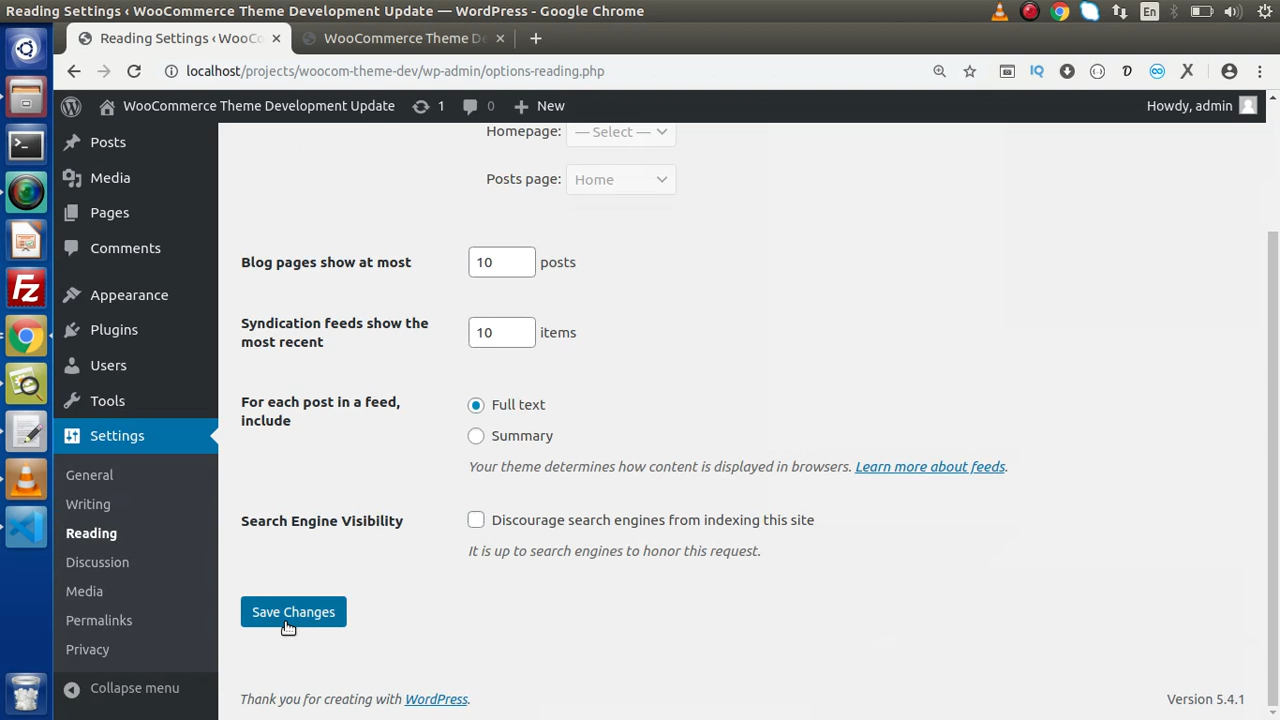 Reading Settings ‹ WooCommerce Theme Development Update — WordPress - Google Chrome
En
Reading Settings ‹ WooCo
WooCommerce Theme De
localhost/projects/woocom-theme-dev/wp-admin/options-reading.php
IQ
D
X
WooCommerce Theme Development Update
1
0
New
Howdy, admin
Posts
Media
Pages
Comments
Appearance
Plugins
Users
Tools
Settings
General
Writing
Reading
Discussion
Media
Permalinks
Privacy
Collapse menu
Homepage: — Select —
Posts page: Home
Blog pages show at most 10 posts
Syndication feeds show the
most recent
10 items
For each post in a feed,
include
Full text
Summary
Your theme determines how content is displayed in browsers. Learn more about feeds.
Search Engine Visibility
Discourage search engines from indexing this site
It is up to search engines to honor this request.
Save Changes
Thank you for creating with WordPress.
Version 5.4.1
Fz